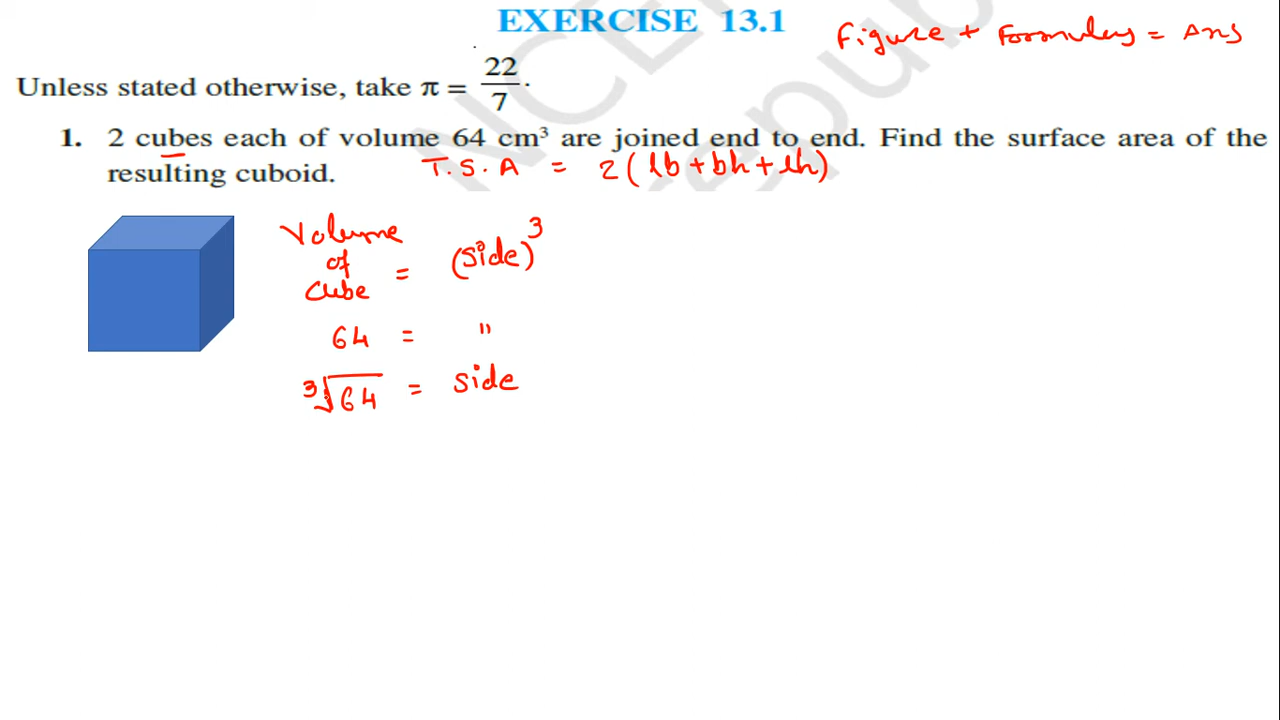 EXERCISE 13.1
Figure + Formulas = Ans
Unless stated otherwise, take π = 22/7.
1. 2 cubes each of volume 64 cm³ are joined end to end. Find the surface area of the
resulting cuboid.
T.S.A = 2(lb+bh+lh)
Volume
of
Cube = (side)³
64 = "
³√64 = side